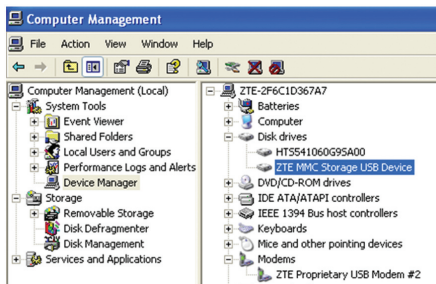 Computer Management
File Action View Window Help
Computer Management (Local)
System Tools
Event Viewer
Shared Folders
Local Users and Groups
Performance Logs and Alerts
Device Manager
Storage
Removable Storage
Disk Defragmenter
Disk Management
Services and Applications
ZTE-2F6C1D367A7
Batteries
Computer
Disk drives
HTS541060G9SA00
ZTE MMC Storage USB Device
DVD/CD-ROM drives
IDE ATA/ATAPI controllers
IEEE 1394 Bus host controllers
Keyboards
Mice and other pointing devices
Modems
ZTE Proprietary USB Modem #2